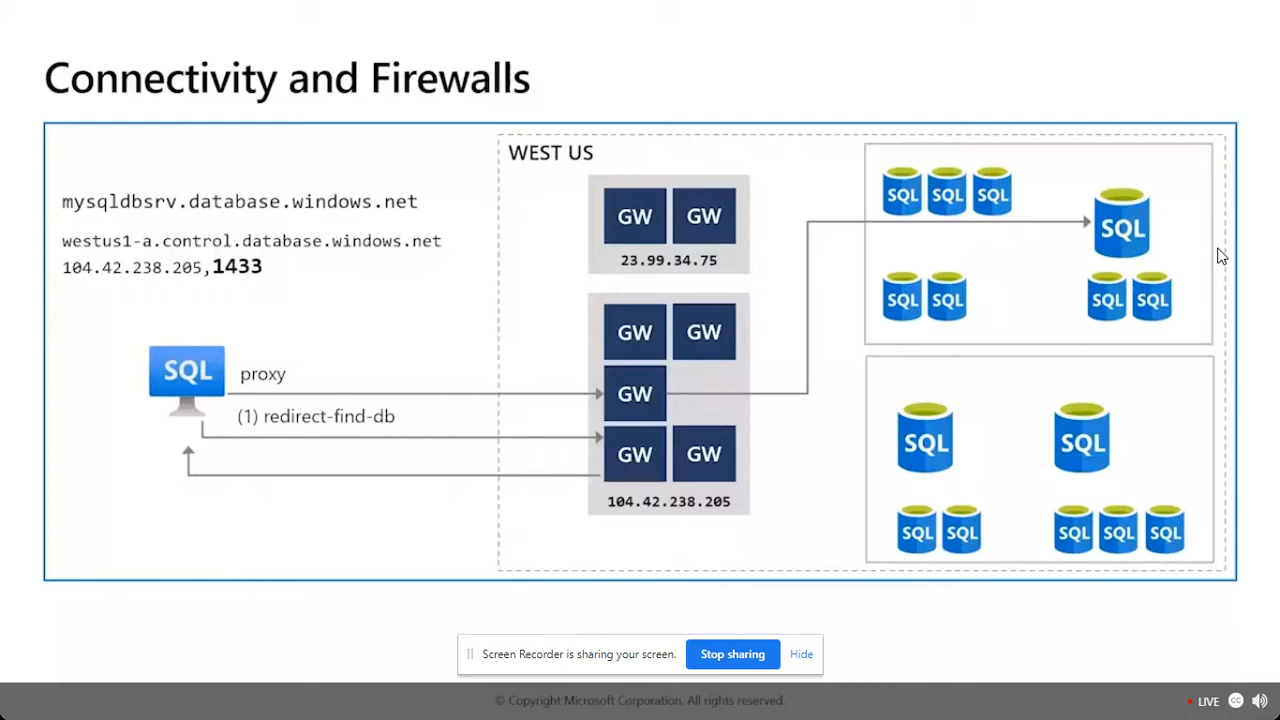 Connectivity and Firewalls
mysqldbsrv.database.windows.net
westus1-a.control.database.windows.net
104.42.238.205,1433
SQL
proxy
(1) redirect-find-db
WEST US
GW GW
23.99.34.75
GW GW
GW
GW GW
104.42.238.205
SQL SQL SQL
SQL
SQL SQL
SQL SQL
SQL SQL
SQL SQL
SQL SQL SQL
Screen Recorder is sharing your screen. Stop sharing Hide
© Copyright Microsoft Corporation. All rights reserved.
LIVE CC